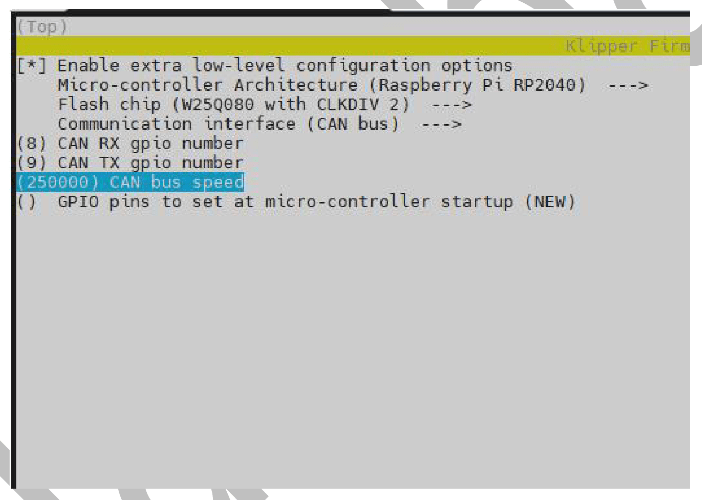 (Top)
Klipper Firm
[*] Enable extra low-level configuration options
Micro-controller Architecture (Raspberry Pi RP2040) --->
Flash chip (W25Q080 with CLKDIV 2) --->
Communication interface (CAN bus) --->
(8) CAN RX gpio number
(9) CAN TX gpio number
(250000) CAN bus speed
() GPIO pins to set at micro-controller startup (NEW)